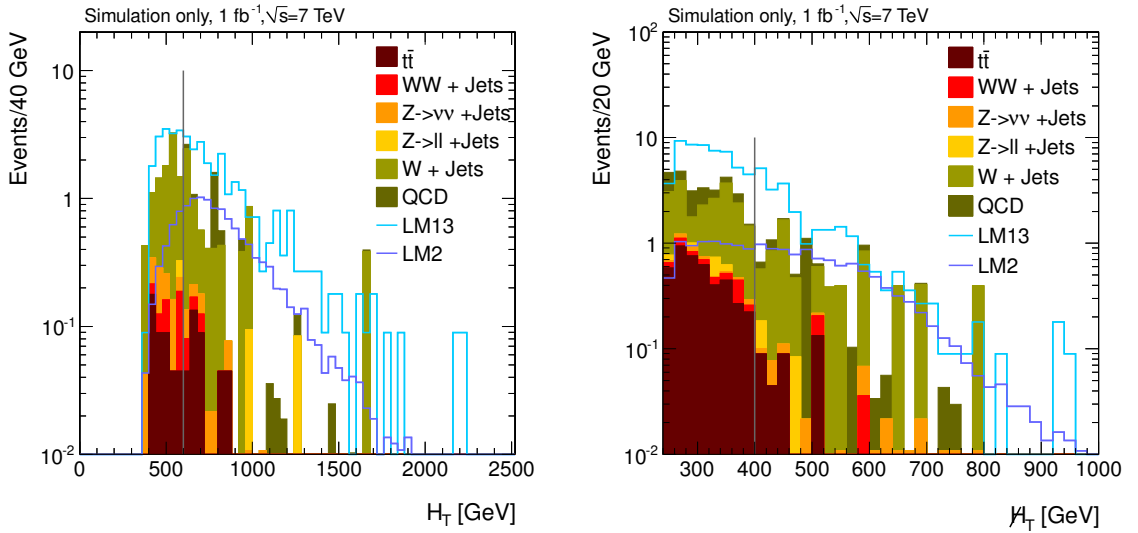 Simulation only, 1 fb⁻¹,√s=7 TeV
Events/40 GeV
10
1
10⁻¹
10⁻²
tt̄
WW + Jets
Z->νν +Jets
Z->ll +Jets
W + Jets
QCD
LM13
LM2
0 500 1000 1500 2000 2500
H_T [GeV]
Simulation only, 1 fb⁻¹,√s=7 TeV
Events/20 GeV
10²
10
1
10⁻¹
10⁻²
tt̄
WW + Jets
Z->νν +Jets
Z->ll +Jets
W + Jets
QCD
LM13
LM2
300 400 500 600 700 800 900 1000
H̸_T [GeV]